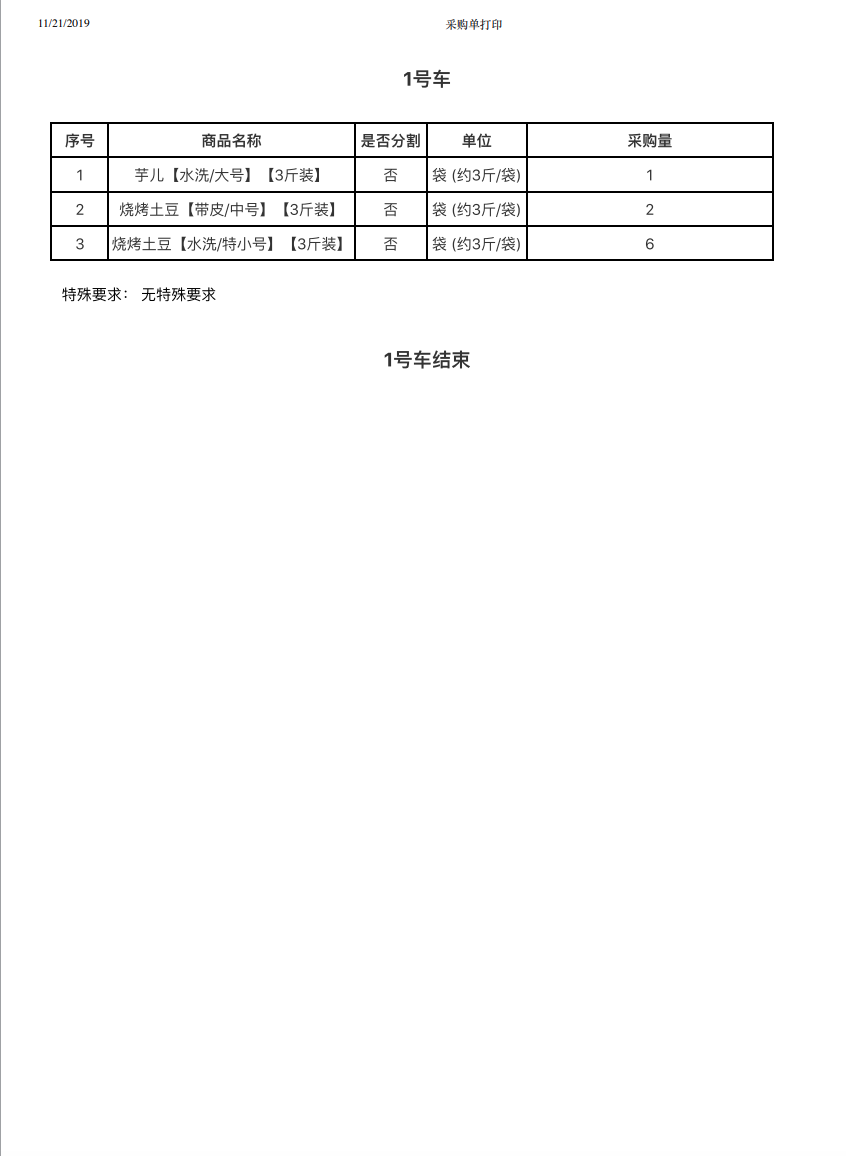 11/21/2019 采购单打印
1号车
序号 商品名称 是否分割 单位 采购量
1 芋儿【水洗/大号】【3斤装】 否 袋 (约3斤/袋) 1
2 烧烤土豆【带皮/中号】【3斤装】 否 袋 (约3斤/袋) 2
3 烧烤土豆【水洗/特小号】【3斤装】 否 袋 (约3斤/袋) 6
特殊要求： 无特殊要求
1号车结束